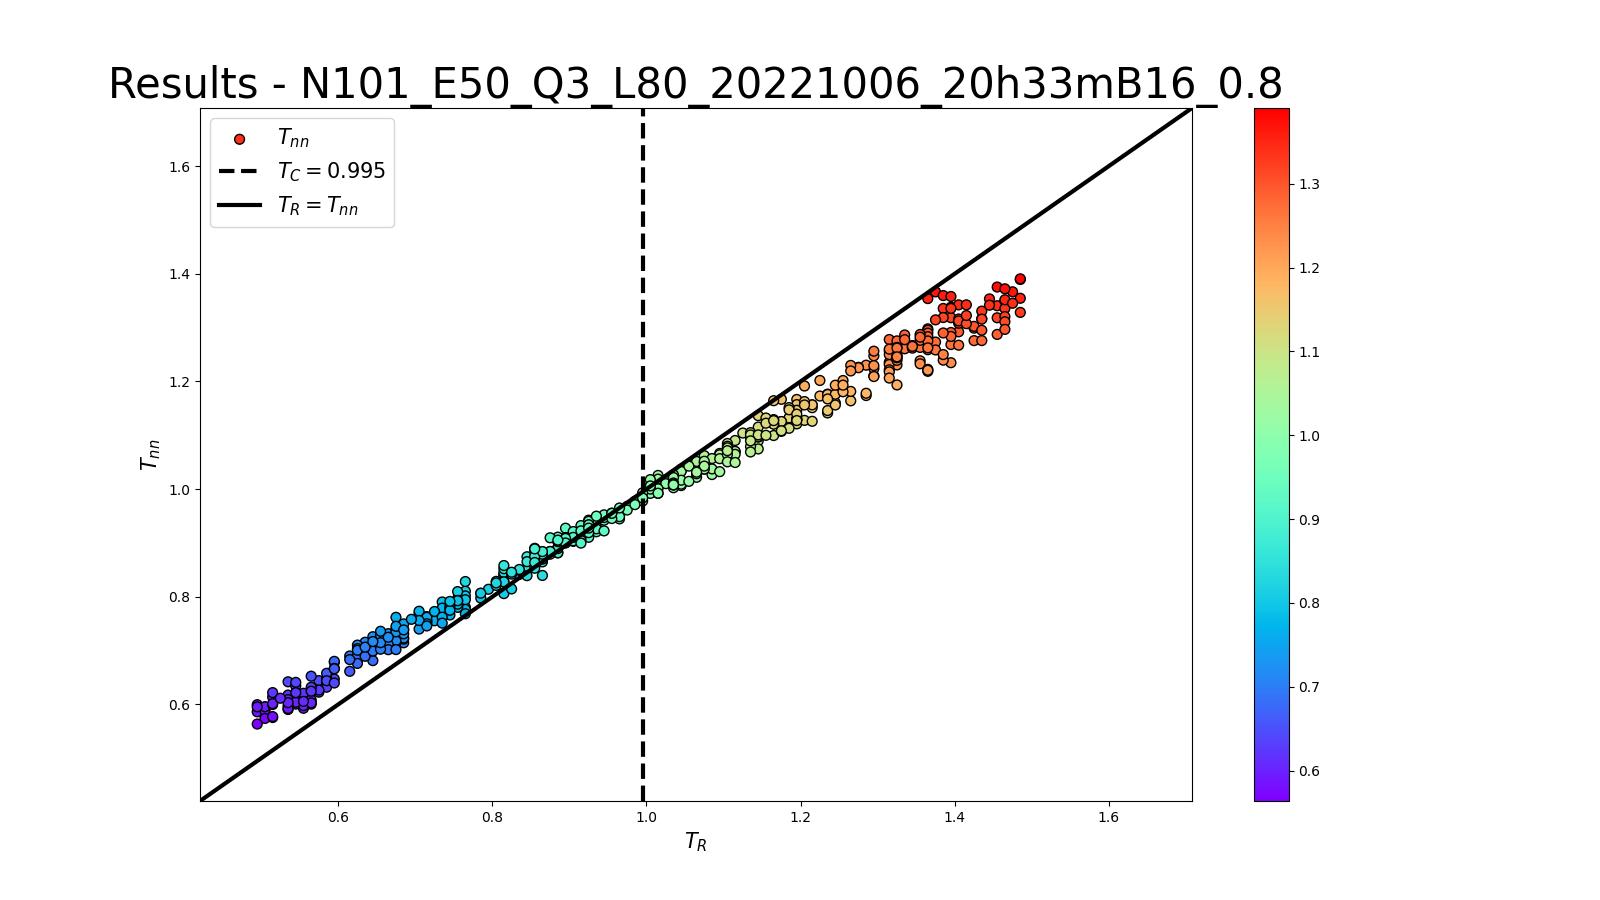 Results - N101_E50_Q3_L80_20221006_20h33mB16_0.8
T_nn
T_C = 0.995
T_R = T_nn
1.6
1.4
1.2
1.0
0.8
0.6
T_nn
0.6 0.8 1.0 1.2 1.4 1.6
T_R
1.3
1.2
1.1
1.0
0.9
0.8
0.7
0.6